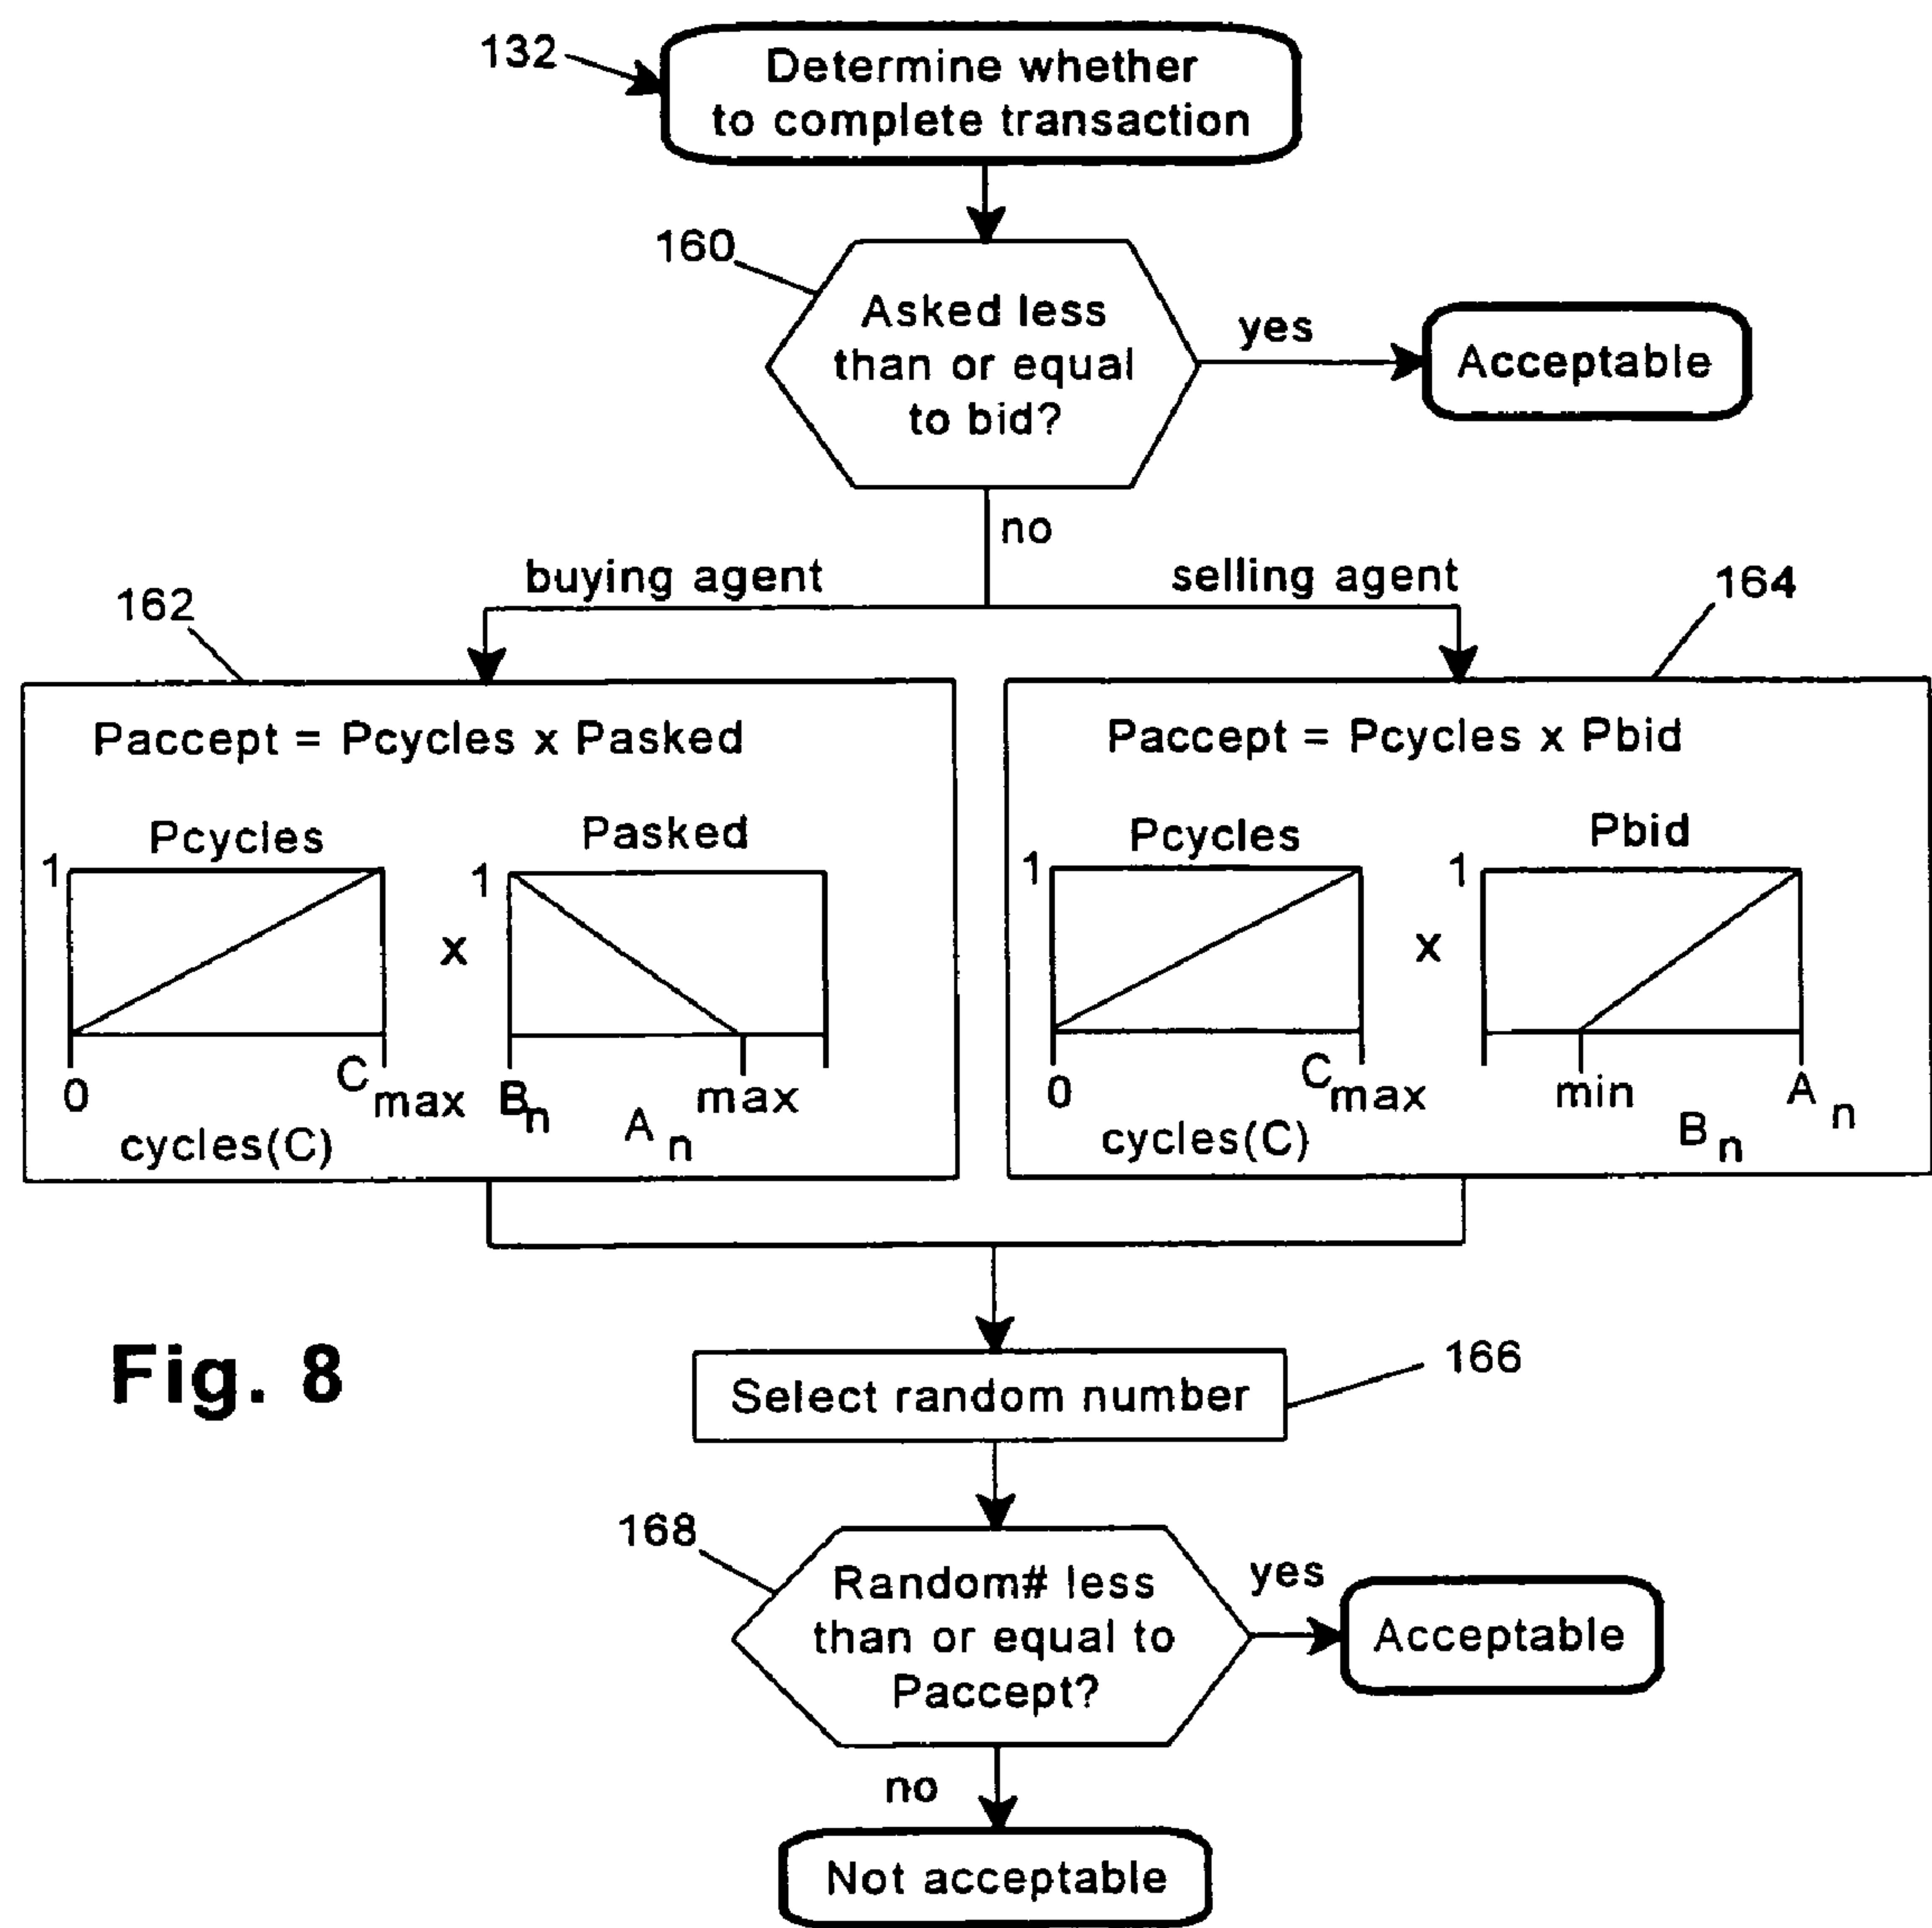 132
Determine whether
to complete transaction
160
Asked less
than or equal
to bid?
yes
Acceptable
no
buying agent
selling agent
162
164
Paccept = Pcycles x Pasked
Pcycles
Pasked
1
1
x
0
Cmax
Bn
max
An
cycles(C)
Paccept = Pcycles x Pbid
Pcycles
Pbid
1
1
x
0
Cmax
min
An
Bn
cycles(C)
Fig. 8
Select random number
166
168
Random# less
than or equal to
Paccept?
yes
Acceptable
no
Not acceptable